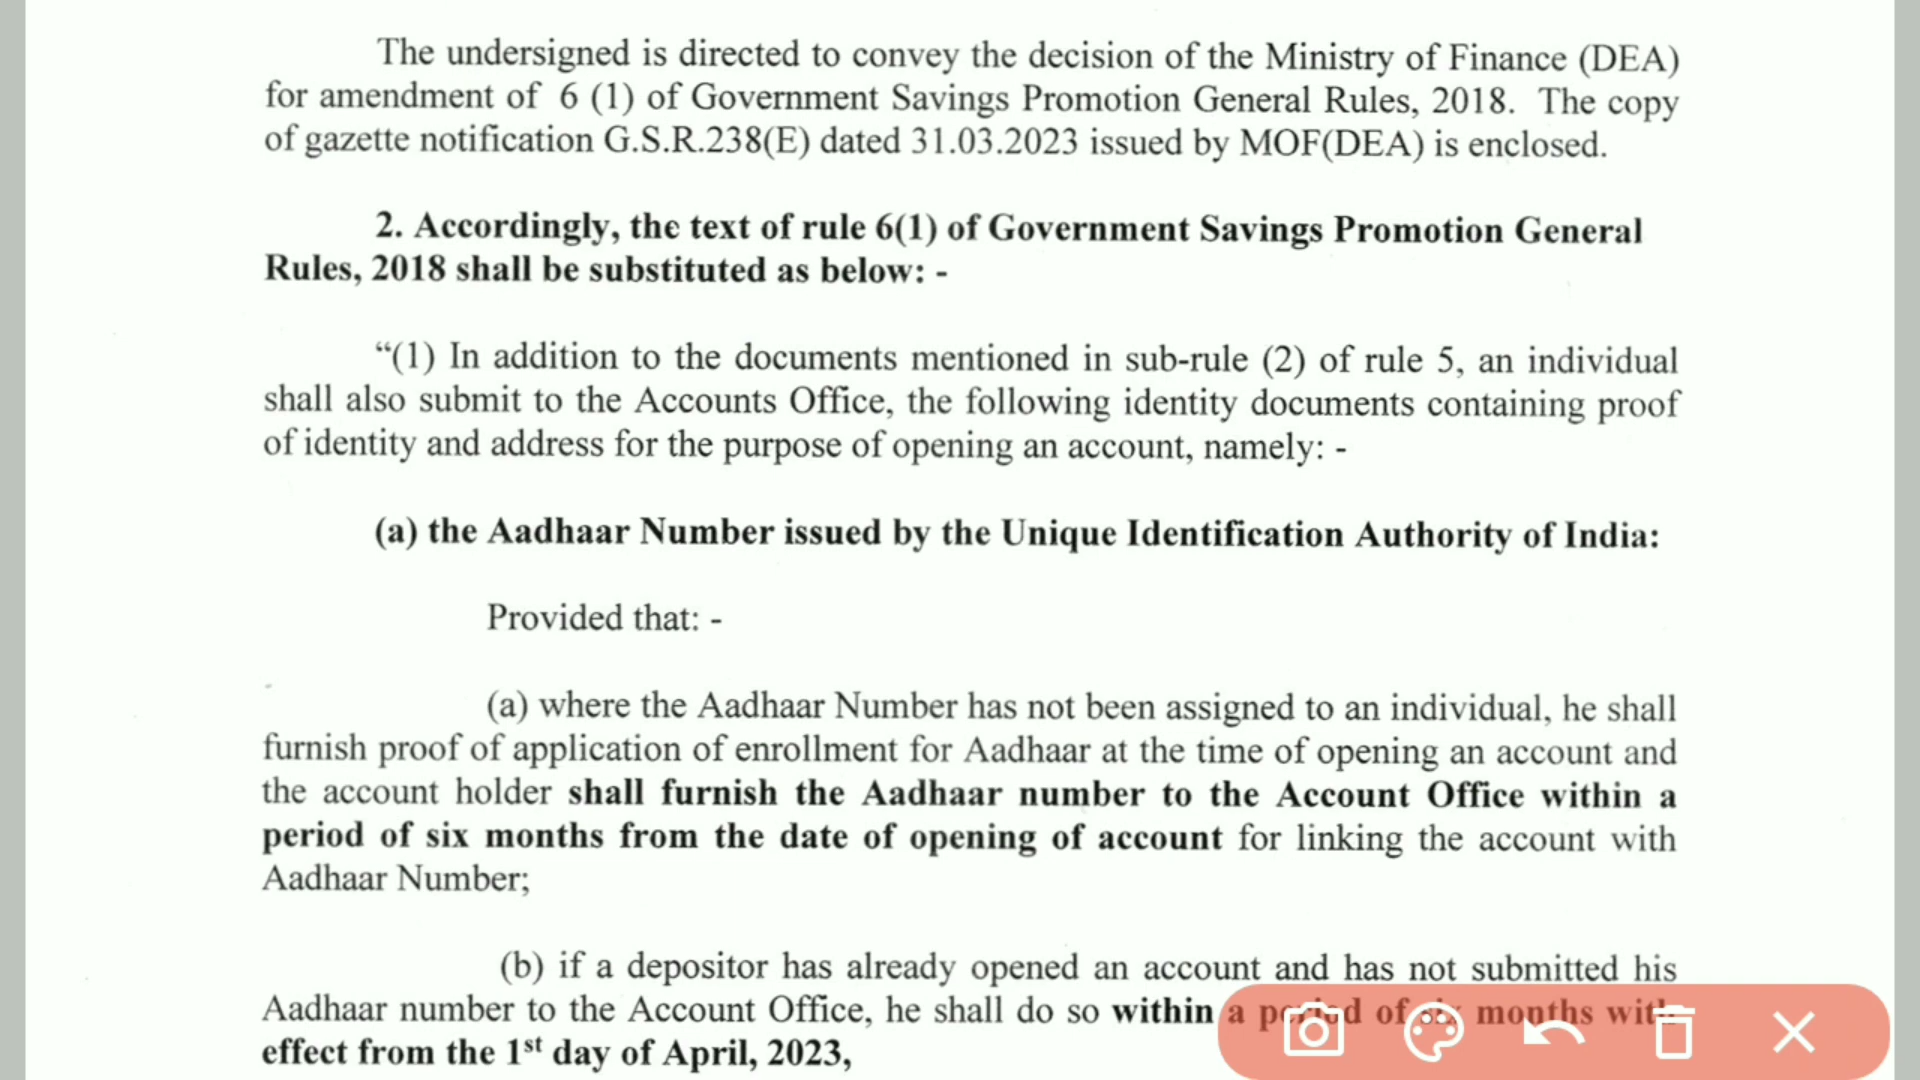 The undersigned is directed to convey the decision of the Ministry of Finance (DEA)
for amendment of 6 (1) of Government Savings Promotion General Rules, 2018. The copy
of gazette notification G.S.R.238(E) dated 31.03.2023 issued by MOF(DEA) is enclosed.
2. Accordingly, the text of rule 6(1) of Government Savings Promotion General
Rules, 2018 shall be substituted as below: -
“(1) In addition to the documents mentioned in sub-rule (2) of rule 5, an individual
shall also submit to the Accounts Office, the following identity documents containing proof
of identity and address for the purpose of opening an account, namely: -
(a) the Aadhaar Number issued by the Unique Identification Authority of India:
Provided that: -
(a) where the Aadhaar Number has not been assigned to an individual, he shall
furnish proof of application of enrollment for Aadhaar at the time of opening an account and
the account holder shall furnish the Aadhaar number to the Account Office within a
period of six months from the date of opening of account for linking the account with
Aadhaar Number;
(b) if a depositor has already opened an account and has not submitted his
Aadhaar number to the Account Office, he shall do so within a period of six months with
effect from the 1st day of April, 2023,